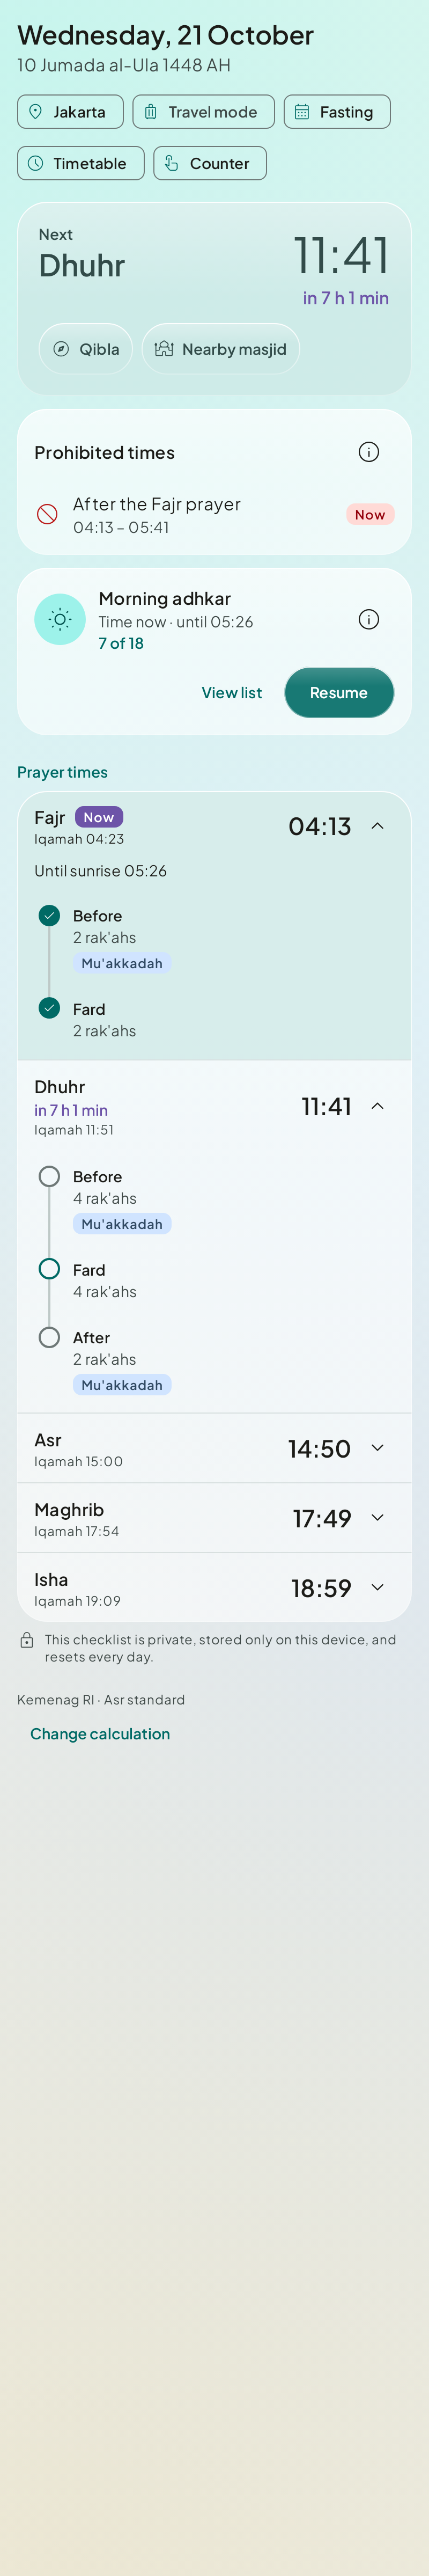 Wednesday, 21 October
10 Jumada al-Ula 1448 AH
Jakarta
Travel mode
Fasting
Timetable
Counter
Next
Dhuhr
11:41
in 7 h 1 min
Qibla
Nearby masjid
Prohibited times
After the Fajr prayer
04:13 – 05:41
Now
Morning adhkar
Time now · until 05:26
7 of 18
View list
Resume
Prayer times
Fajr
Now
Iqamah 04:23
04:13
Until sunrise 05:26
Before
2 rak'ahs
Mu'akkadah
Fard
2 rak'ahs
Dhuhr
in 7 h 1 min
Iqamah 11:51
11:41
Before
4 rak'ahs
Mu'akkadah
Fard
4 rak'ahs
After
2 rak'ahs
Mu'akkadah
Asr
Iqamah 15:00
14:50
Maghrib
Iqamah 17:54
17:49
Isha
Iqamah 19:09
18:59
This checklist is private, stored only on this device, and
resets every day.
Kemenag RI · Asr standard
Change calculation